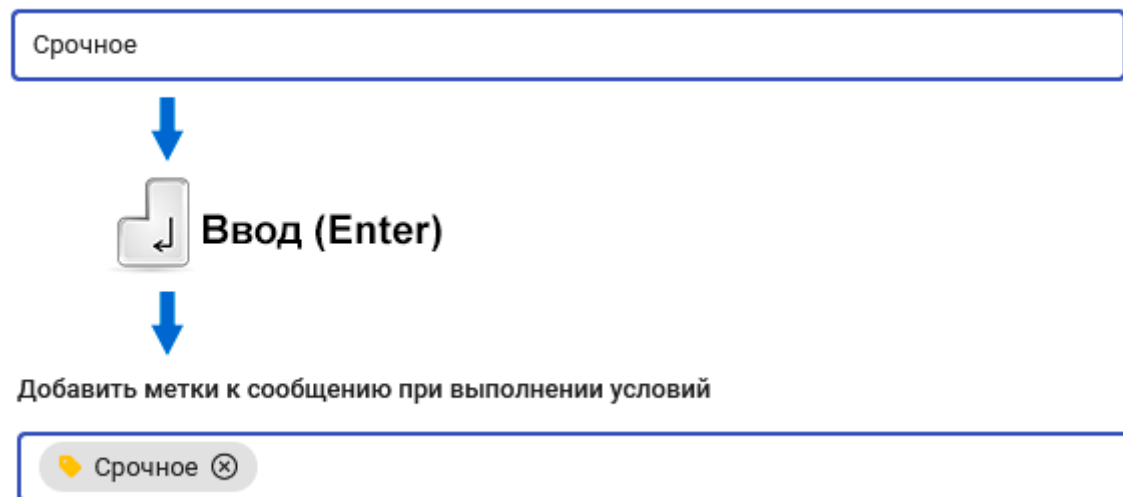 Срочное
Ввод (Enter)
Добавить метки к сообщению при выполнении условий
Срочное